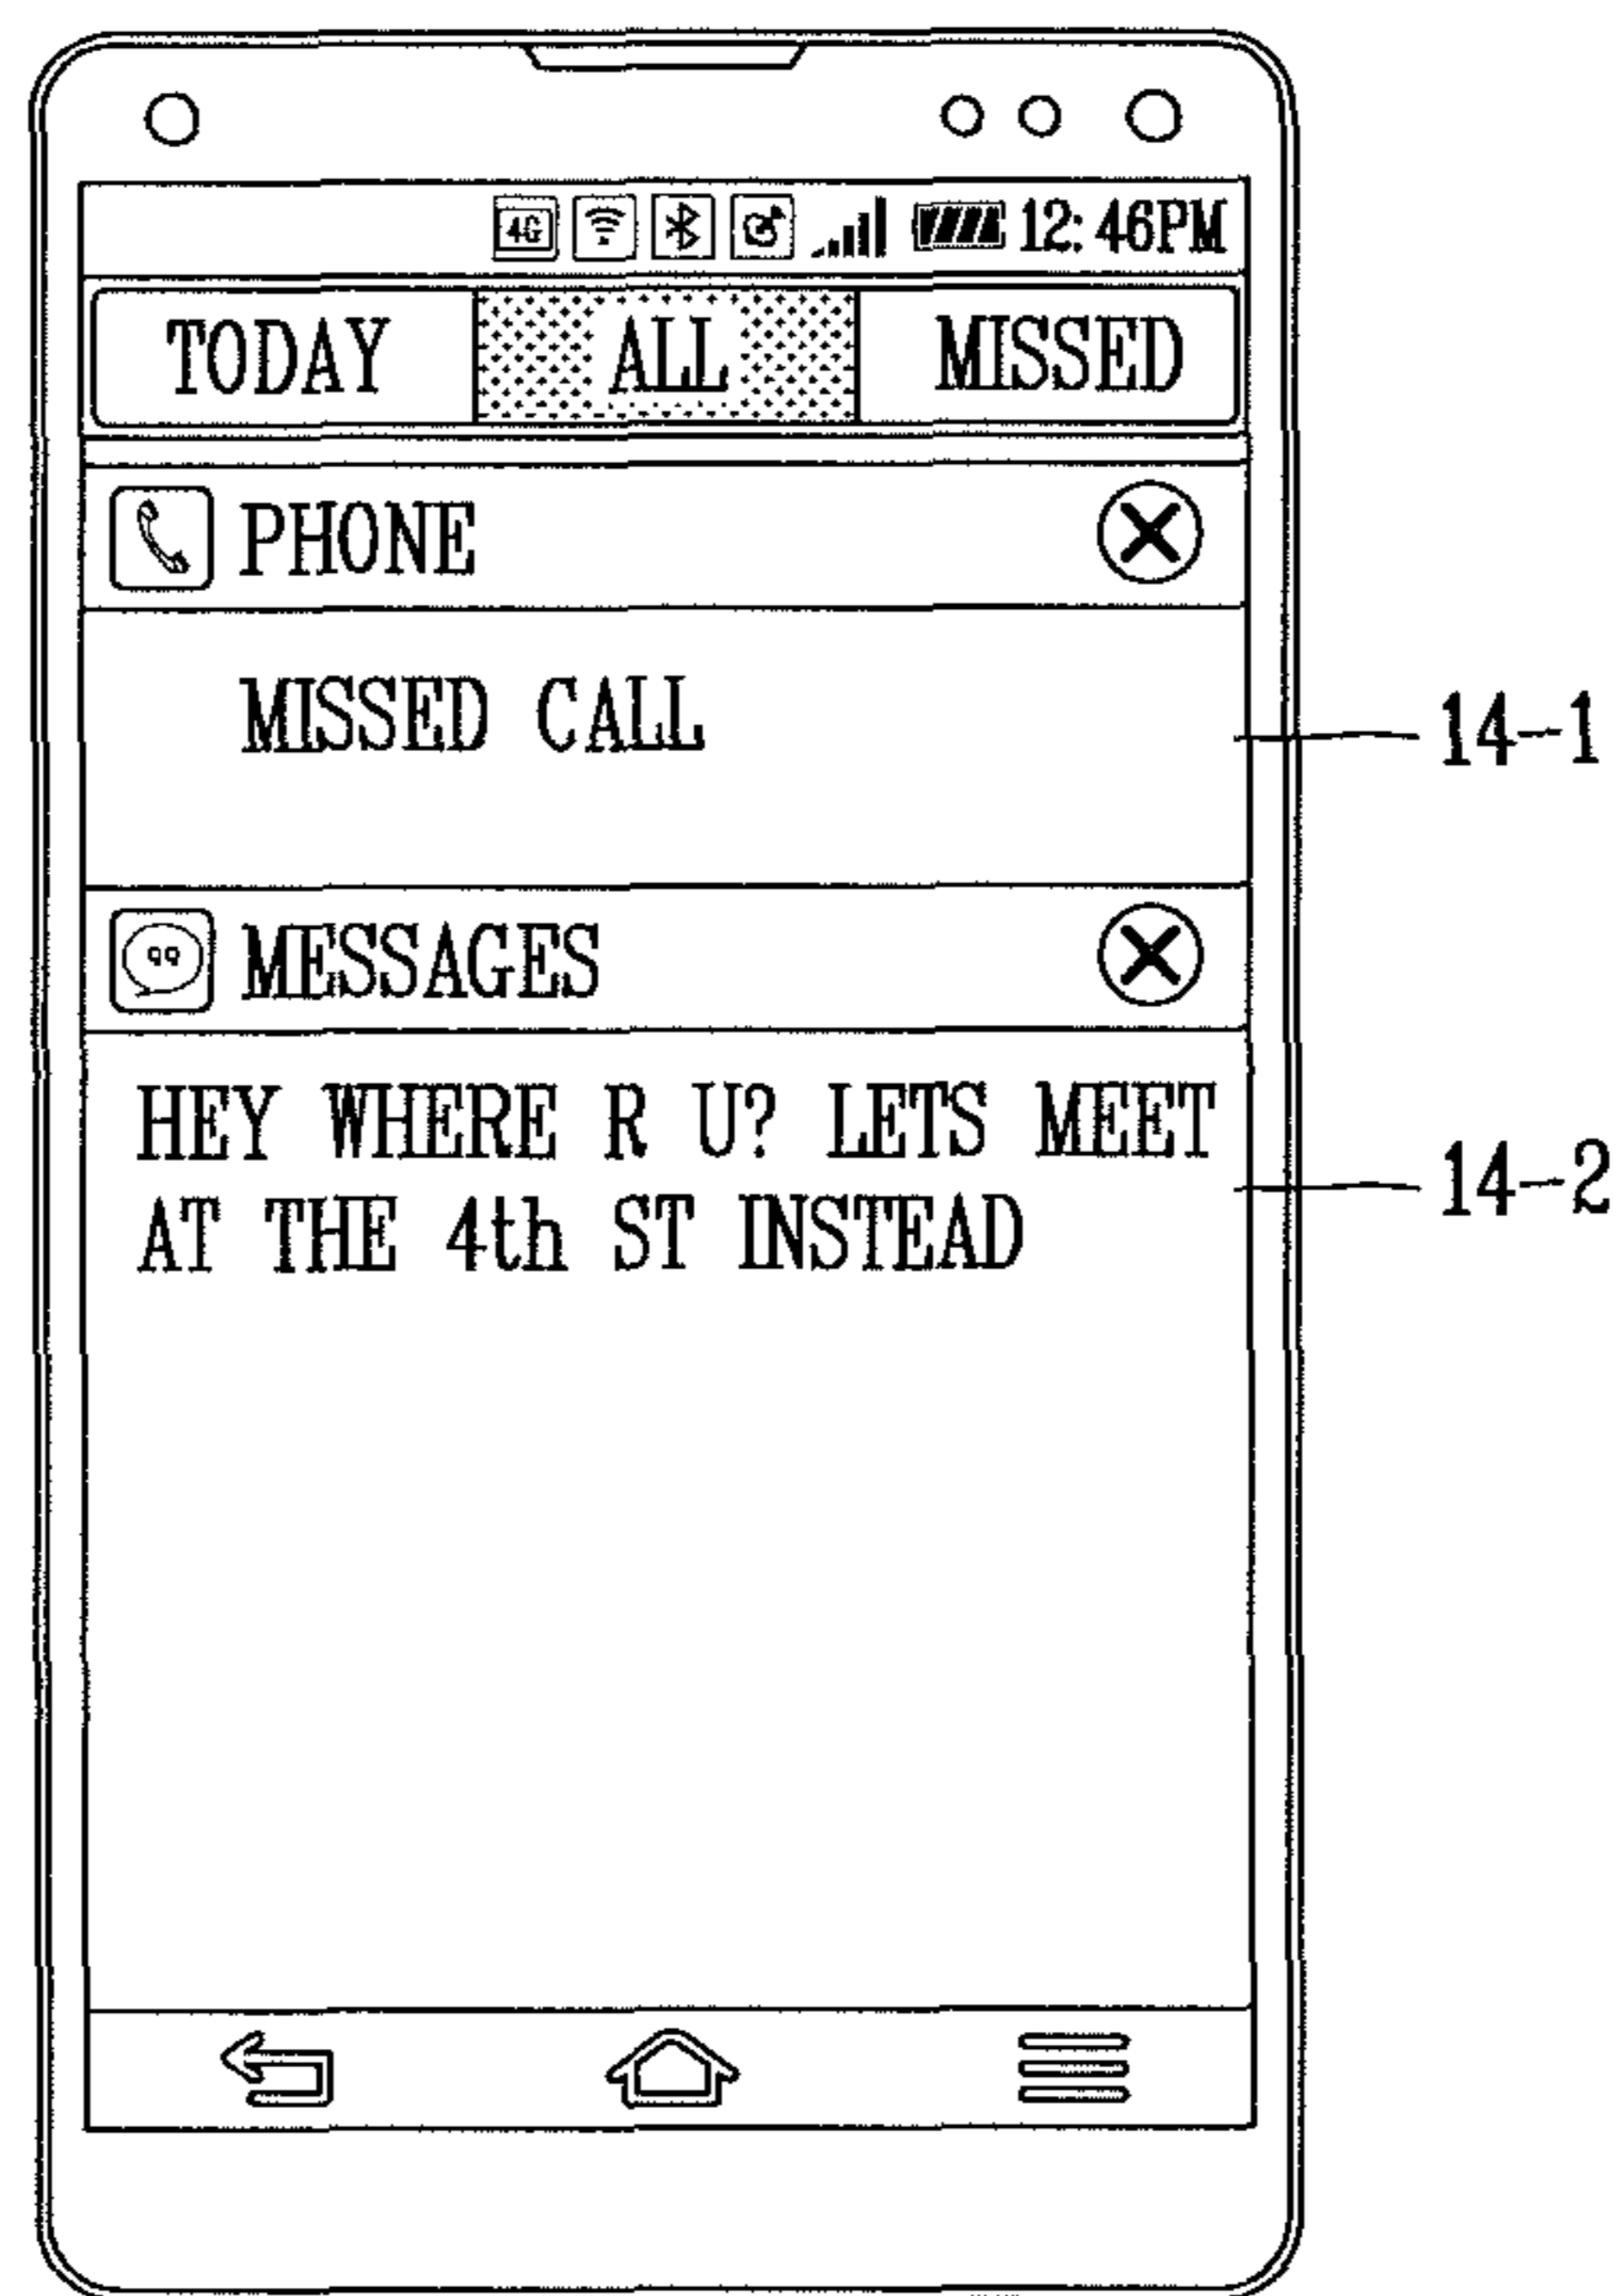 4G 12:46PM
TODAY ALL MISSED
PHONE
MISSED CALL
14-1
MESSAGES
HEY WHERE R U? LETS MEET
AT THE 4th ST INSTEAD
14-2